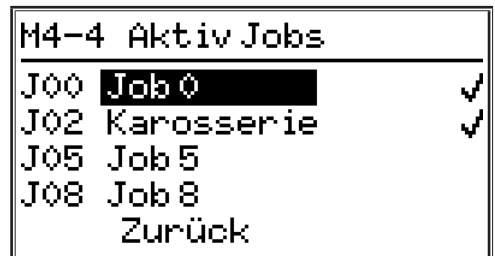 M4-4 Aktiv Jobs
J00 Job 0 ✓
J02 Karosserie ✓
J05 Job 5
J08 Job 8
Zurück